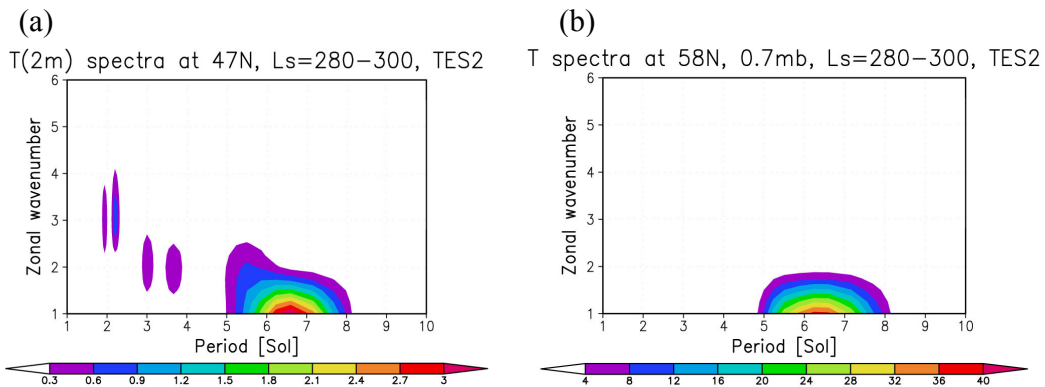 (a)
T(2m) spectra at 47N, Ls=280−300, TES2
6
5
4
3
2
1
Zonal wavenumber
1 2 3 4 5 6 7 8 9 10
Period [Sol]
0.3 0.6 0.9 1.2 1.5 1.8 2.1 2.4 2.7 3
(b)
T spectra at 58N, 0.7mb, Ls=280−300, TES2
6
5
4
3
2
1
Zonal wavenumber
1 2 3 4 5 6 7 8 9 10
Period [Sol]
4 8 12 16 20 24 28 32 36 40